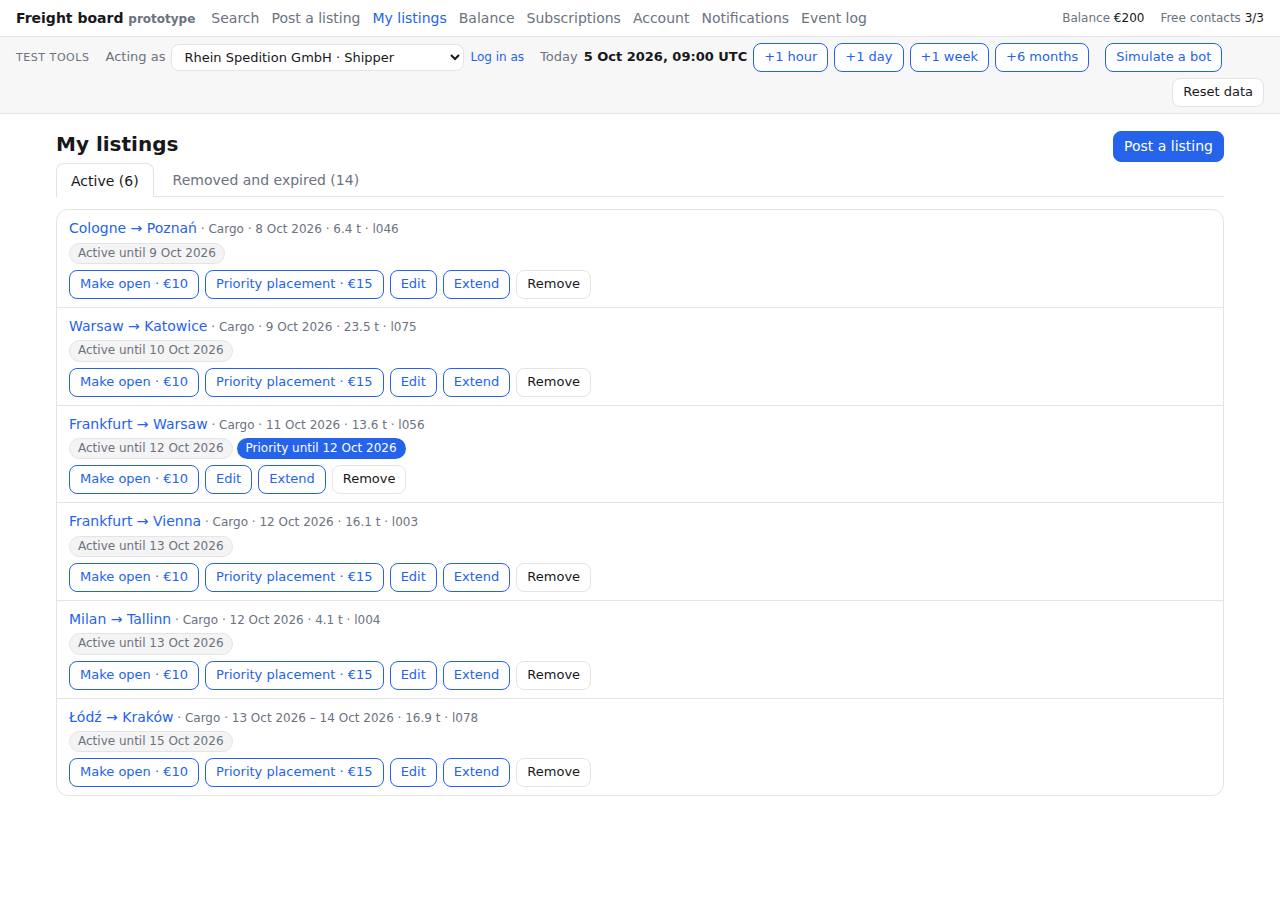 Freight board prototype Search Post a listing My listings Balance Subscriptions Account Notifications Event log Balance €200 Free contacts 3/3
TEST TOOLS Acting as Rhein Spedition GmbH · Shipper Log in as Today 5 Oct 2026, 09:00 UTC +1 hour +1 day +1 week +6 months Simulate a bot
Reset data
My listings Post a listing
Active (6) Removed and expired (14)
Cologne → Poznań · Cargo · 8 Oct 2026 · 6.4 t · l046
Active until 9 Oct 2026
Make open · €10 Priority placement · €15 Edit Extend Remove
Warsaw → Katowice · Cargo · 9 Oct 2026 · 23.5 t · l075
Active until 10 Oct 2026
Make open · €10 Priority placement · €15 Edit Extend Remove
Frankfurt → Warsaw · Cargo · 11 Oct 2026 · 13.6 t · l056
Active until 12 Oct 2026 Priority until 12 Oct 2026
Make open · €10 Edit Extend Remove
Frankfurt → Vienna · Cargo · 12 Oct 2026 · 16.1 t · l003
Active until 13 Oct 2026
Make open · €10 Priority placement · €15 Edit Extend Remove
Milan → Tallinn · Cargo · 12 Oct 2026 · 4.1 t · l004
Active until 13 Oct 2026
Make open · €10 Priority placement · €15 Edit Extend Remove
Łódź → Kraków · Cargo · 13 Oct 2026 – 14 Oct 2026 · 16.9 t · l078
Active until 15 Oct 2026
Make open · €10 Priority placement · €15 Edit Extend Remove